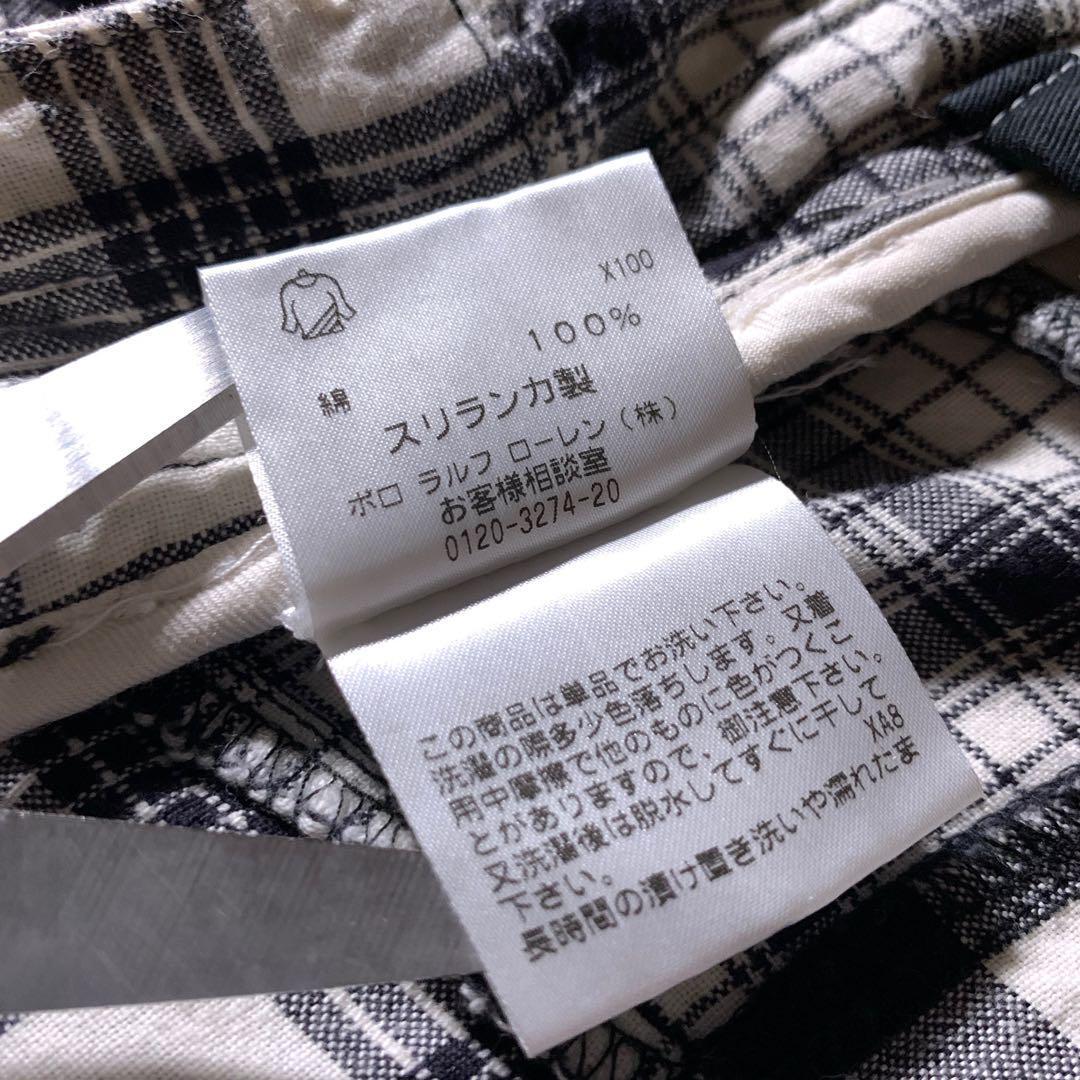 X100
綿 100%
スリランカ製
ポロ ラルフ ローレン(株)
お客様相談室
0120-3274-20
この商品は単品でお洗い下さい。
洗濯の際多少色落ちします。又着
用中摩擦で他のものに色がつくこ
とがありますので、御注意下さい。
又洗濯後は脱水してすぐに干して
下さい。 XA8
長時間の漬け置き洗いや濡れたま